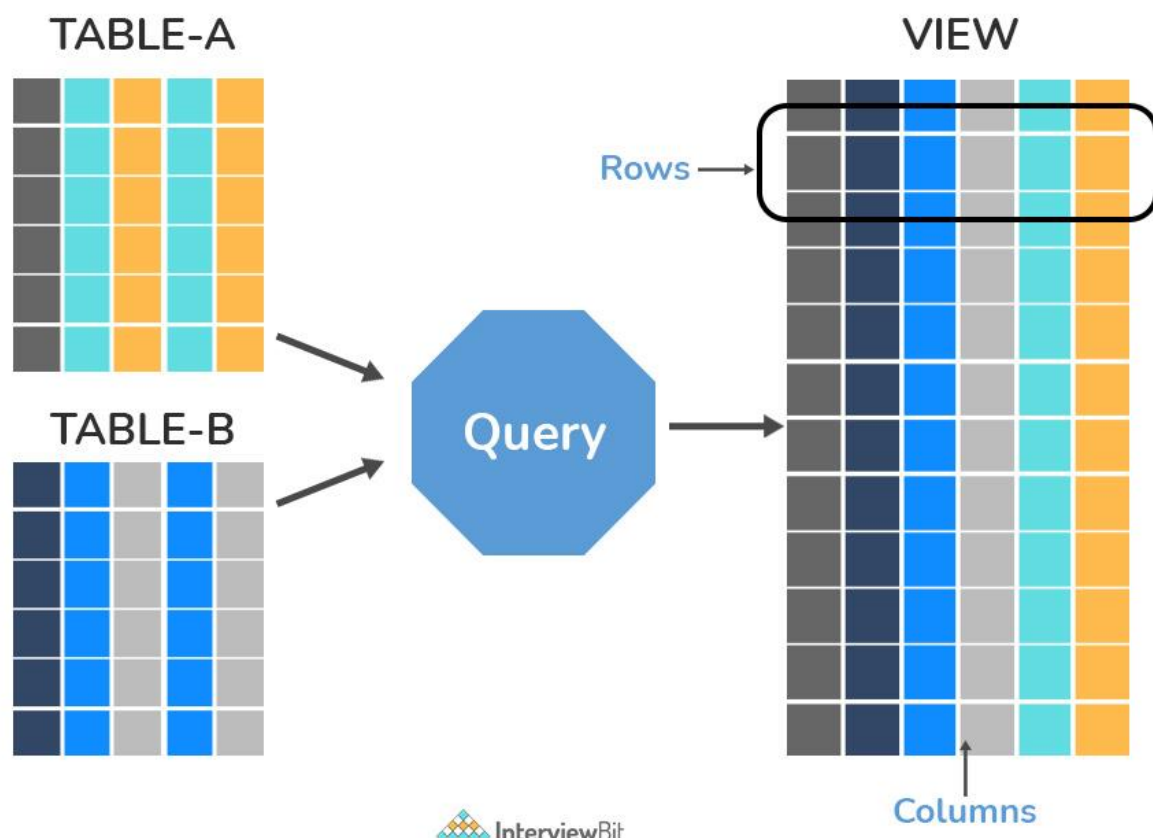 TABLE-A
VIEW
Rows
TABLE-B
Query
Columns
InterviewBit